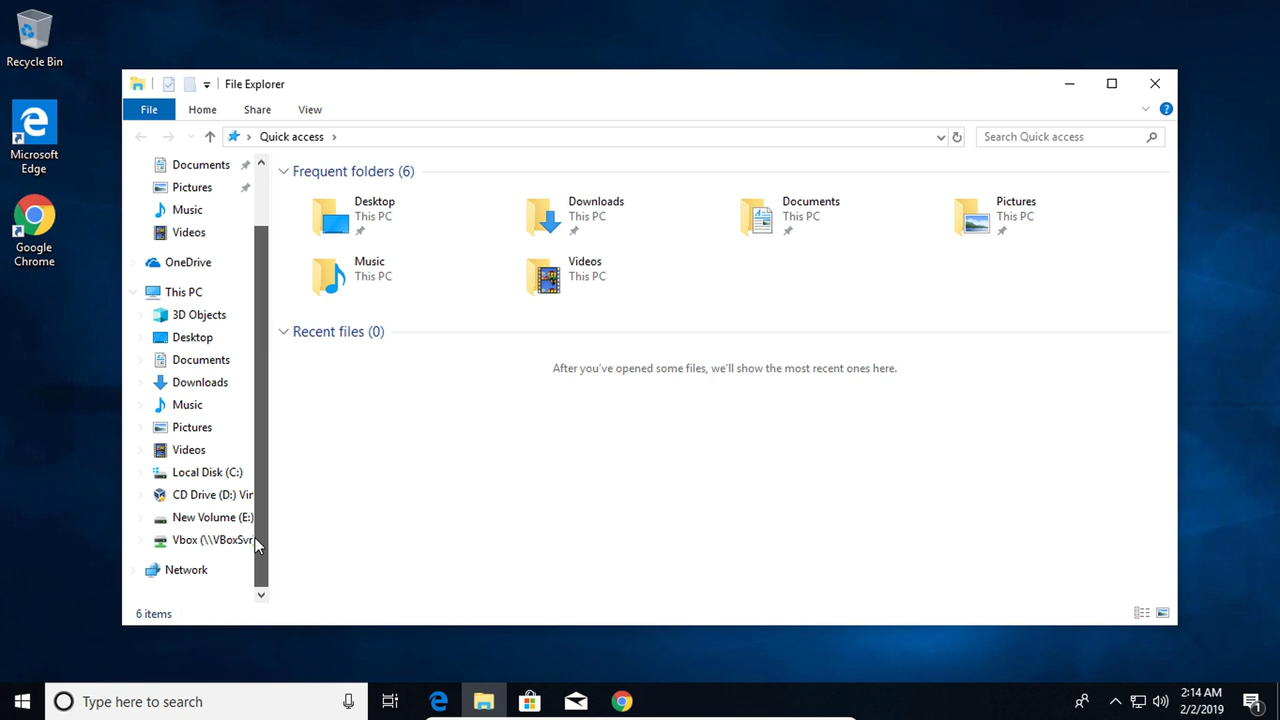 Recycle Bin
Microsoft
Edge
Google
Chrome
File Explorer
File
Home
Share
View
?
Quick access
Search Quick access
Documents
Pictures
Music
Videos
OneDrive
This PC
3D Objects
Desktop
Documents
Downloads
Music
Pictures
Videos
Local Disk (C:)
CD Drive (D:) Vir
New Volume (E:)
Vbox (\\VBoxSvr
Network
6 items
Frequent folders (6)
Desktop
This PC
Downloads
This PC
Documents
This PC
Pictures
This PC
Music
This PC
Videos
This PC
Recent files (0)
After you've opened some files, we'll show the most recent ones here.
Type here to search
2:14 AM
2/2/2019
1